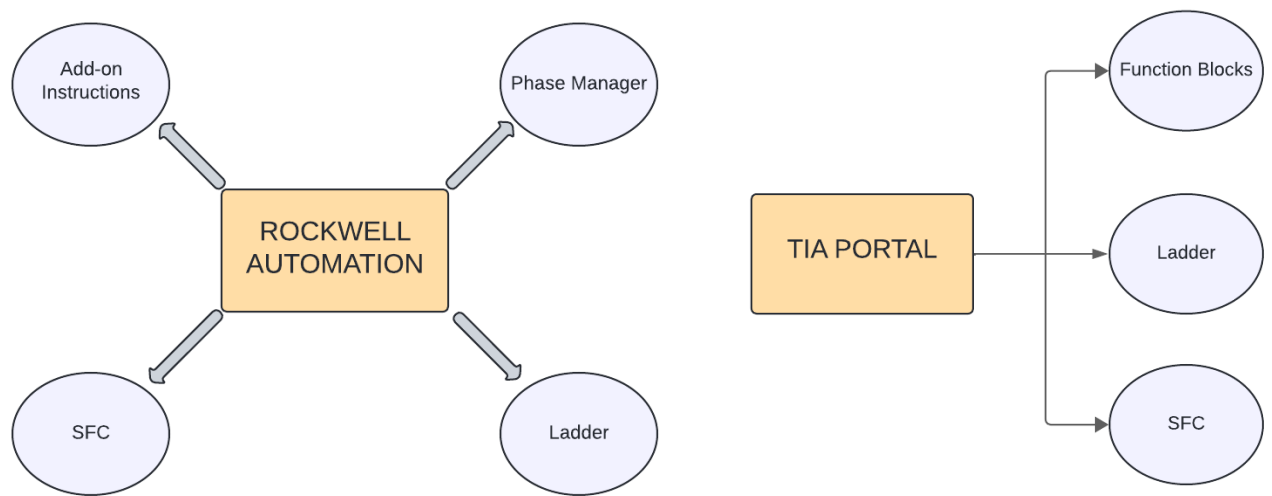 Add-on
Instructions
Phase Manager
ROCKWELL
AUTOMATION
SFC
Ladder
Function Blocks
TIA PORTAL
Ladder
SFC